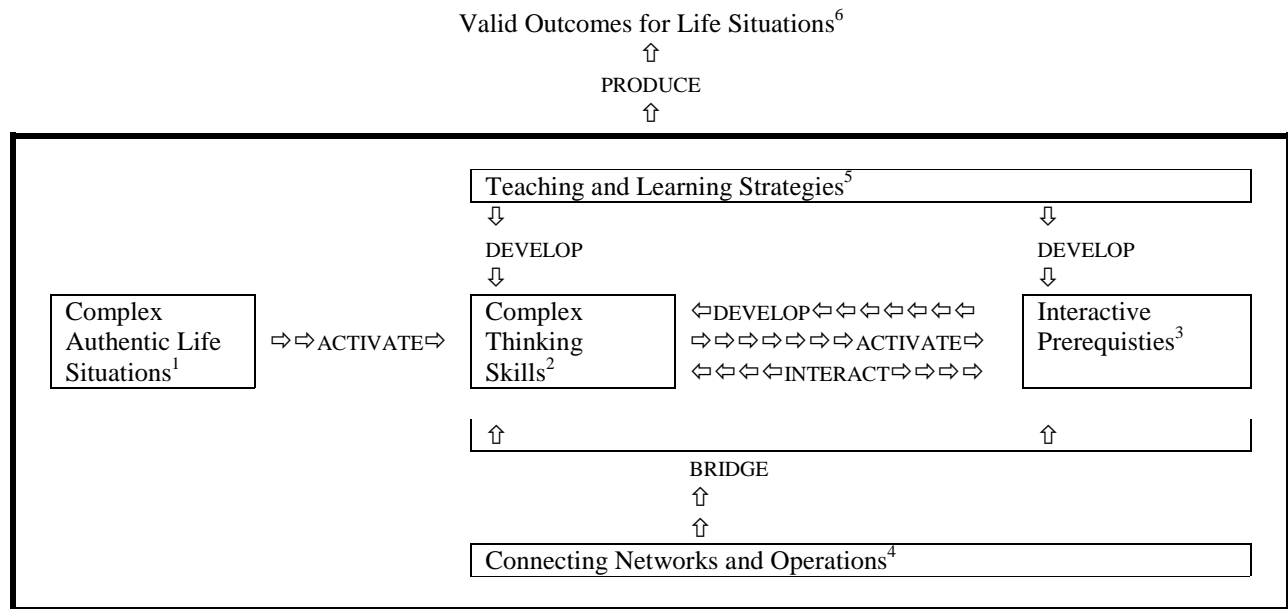 Valid Outcomes for Life Situations⁶
⇧
PRODUCE
⇧
Teaching and Learning Strategies⁵
⇩ ⇩
DEVELOP DEVELOP
⇩ ⇩
Complex
Authentic Life
Situations¹
⇨⇨ACTIVATE⇨
Complex
Thinking
Skills²
⇦DEVELOP⇦⇦⇦⇦⇦⇦⇦
⇨⇨⇨⇨⇨⇨⇨ACTIVATE⇨
⇦⇦⇦⇦INTERACT⇨⇨⇨⇨
Interactive
Prerequisties³
⇧ ⇧
BRIDGE
⇧
⇧
Connecting Networks and Operations⁴